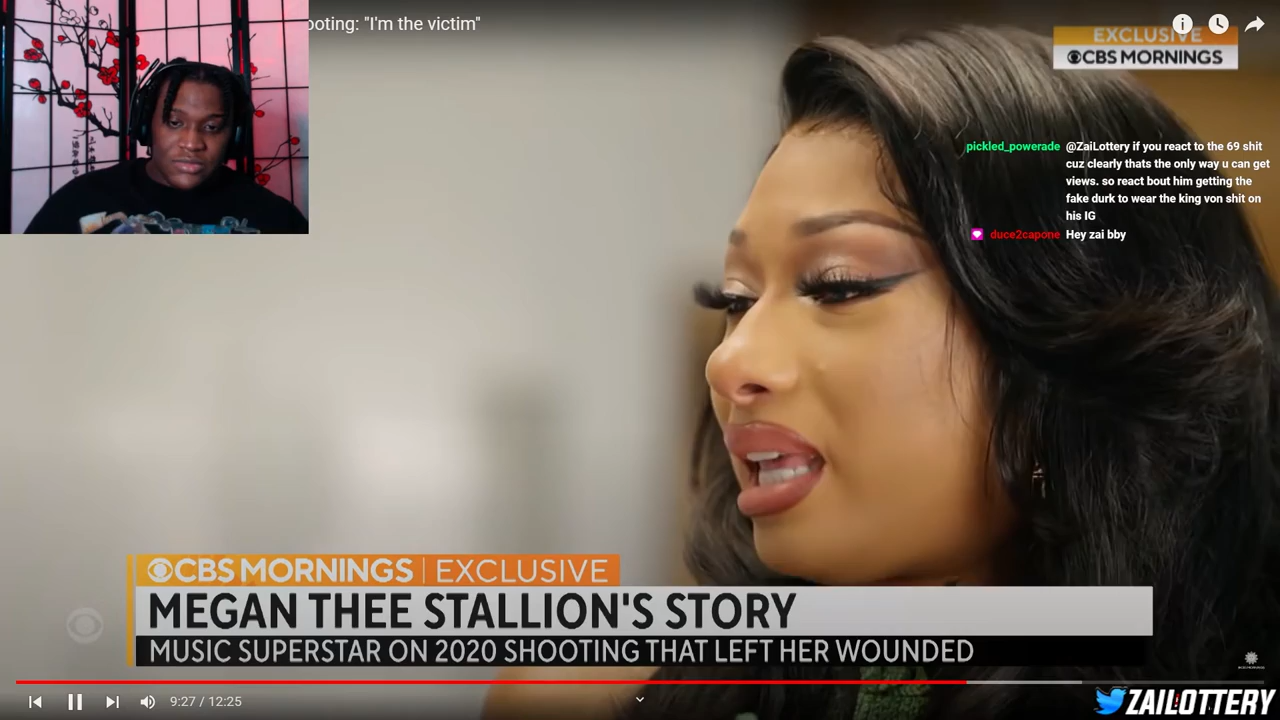 ooting: "I'm the victim"
EXCLUSIVE
CBS MORNINGS
pickled_powerade @ZaiLottery if you react to the 69 shit
cuz clearly thats the only way u can get
views. so react bout him getting the
fake durk to wear the king von shit on
his IG
duce2capone Hey zai bby
CBS MORNINGS | EXCLUSIVE
MEGAN THEE STALLION'S STORY
MUSIC SUPERSTAR ON 2020 SHOOTING THAT LEFT HER WOUNDED
9:27 / 12:25
ZAILOTTERY